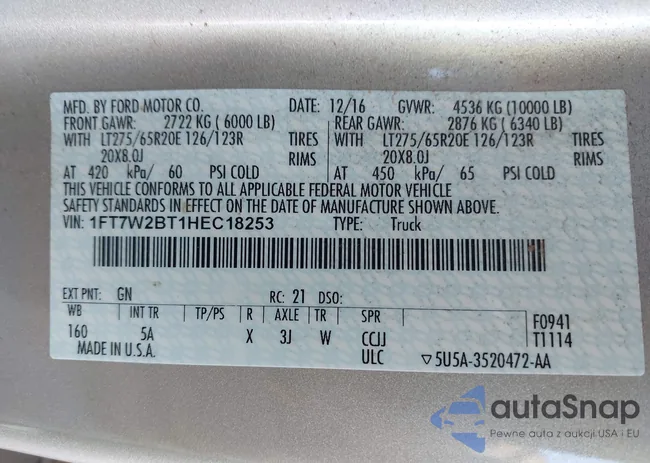 MFD. BY FORD MOTOR CO. DATE: 12/16 GVWR: 4536 KG (10000 LB)
FRONT GAWR: 2722 KG ( 6000 LB) REAR GAWR: 2876 KG ( 6340 LB)
WITH LT275/65R20E 126/123R TIRES WITH LT275/65R20E 126/123R TIRES
20X8.0J RIMS 20X8.0J RIMS
AT 420 kPa/ 60 PSI COLD AT 450 kPa/ 65 PSI COLD
THIS VEHICLE CONFORMS TO ALL APPLICABLE FEDERAL MOTOR VEHICLE
SAFETY STANDARDS IN EFFECT ON THE DATE OF MANUFACTURE SHOWN ABOVE.
VIN: 1FT7W2BT1HEC18253 TYPE: Truck
EXT PNT: GN RC: 21 DSO:
WB INT TR TP/PS R AXLE TR SPR F0941
160 5A X 3J W CCJJ T1114
MADE IN U.S.A. ULC ▽5U5A-3520472-AA
autaSnap
Pewne auta z aukcji USA i EU